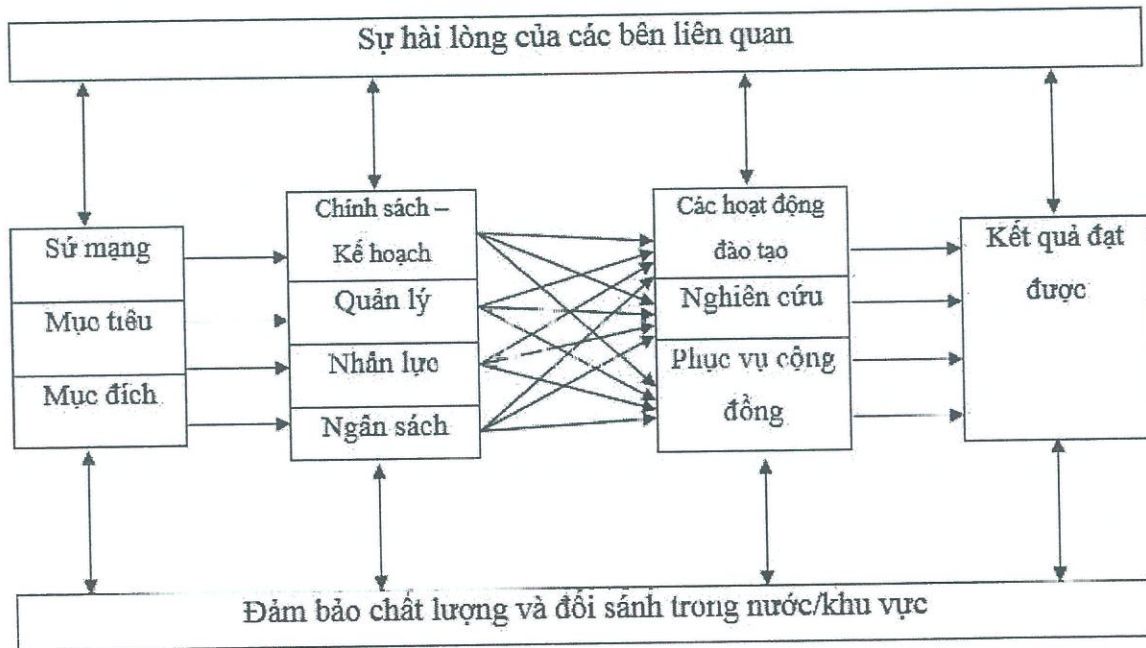 Sự hài lòng của các bên liên quan
Sứ mạng
Mục tiêu
Mục đích
Chính sách –
Kế hoạch
Quản lý
Nhân lực
Ngân sách
Các hoạt động
đào tạo
Nghiên cứu
Phục vụ cộng
đồng
Kết quả đạt
được
Đảm bảo chất lượng và đối sánh trong nước/khu vực